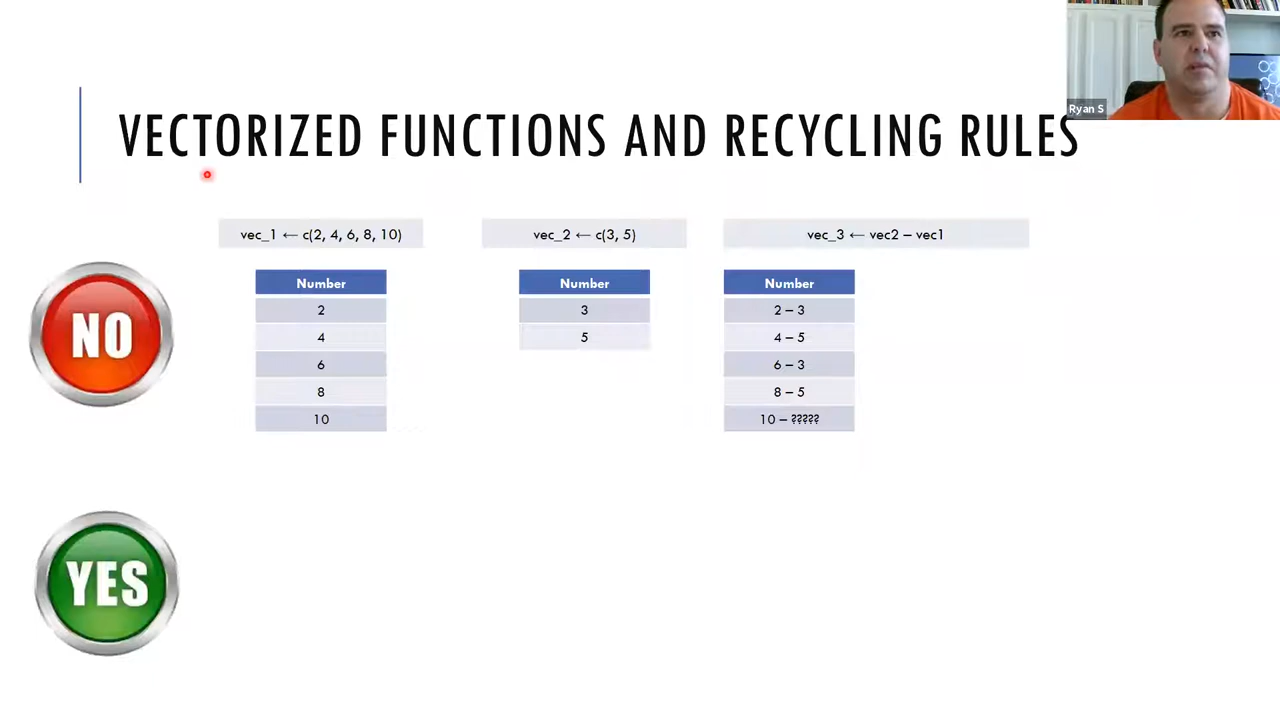 Ryan S
VECTORIZED FUNCTIONS AND RECYCLING RULES
vec_1 ← c(2, 4, 6, 8, 10)
vec_2 ← c(3, 5)
vec_3 ← vec2 – vec1
NO
Number
2
4
6
8
10
Number
3
5
Number
2 – 3
4 – 5
6 – 3
8 – 5
10 – ?????
YES